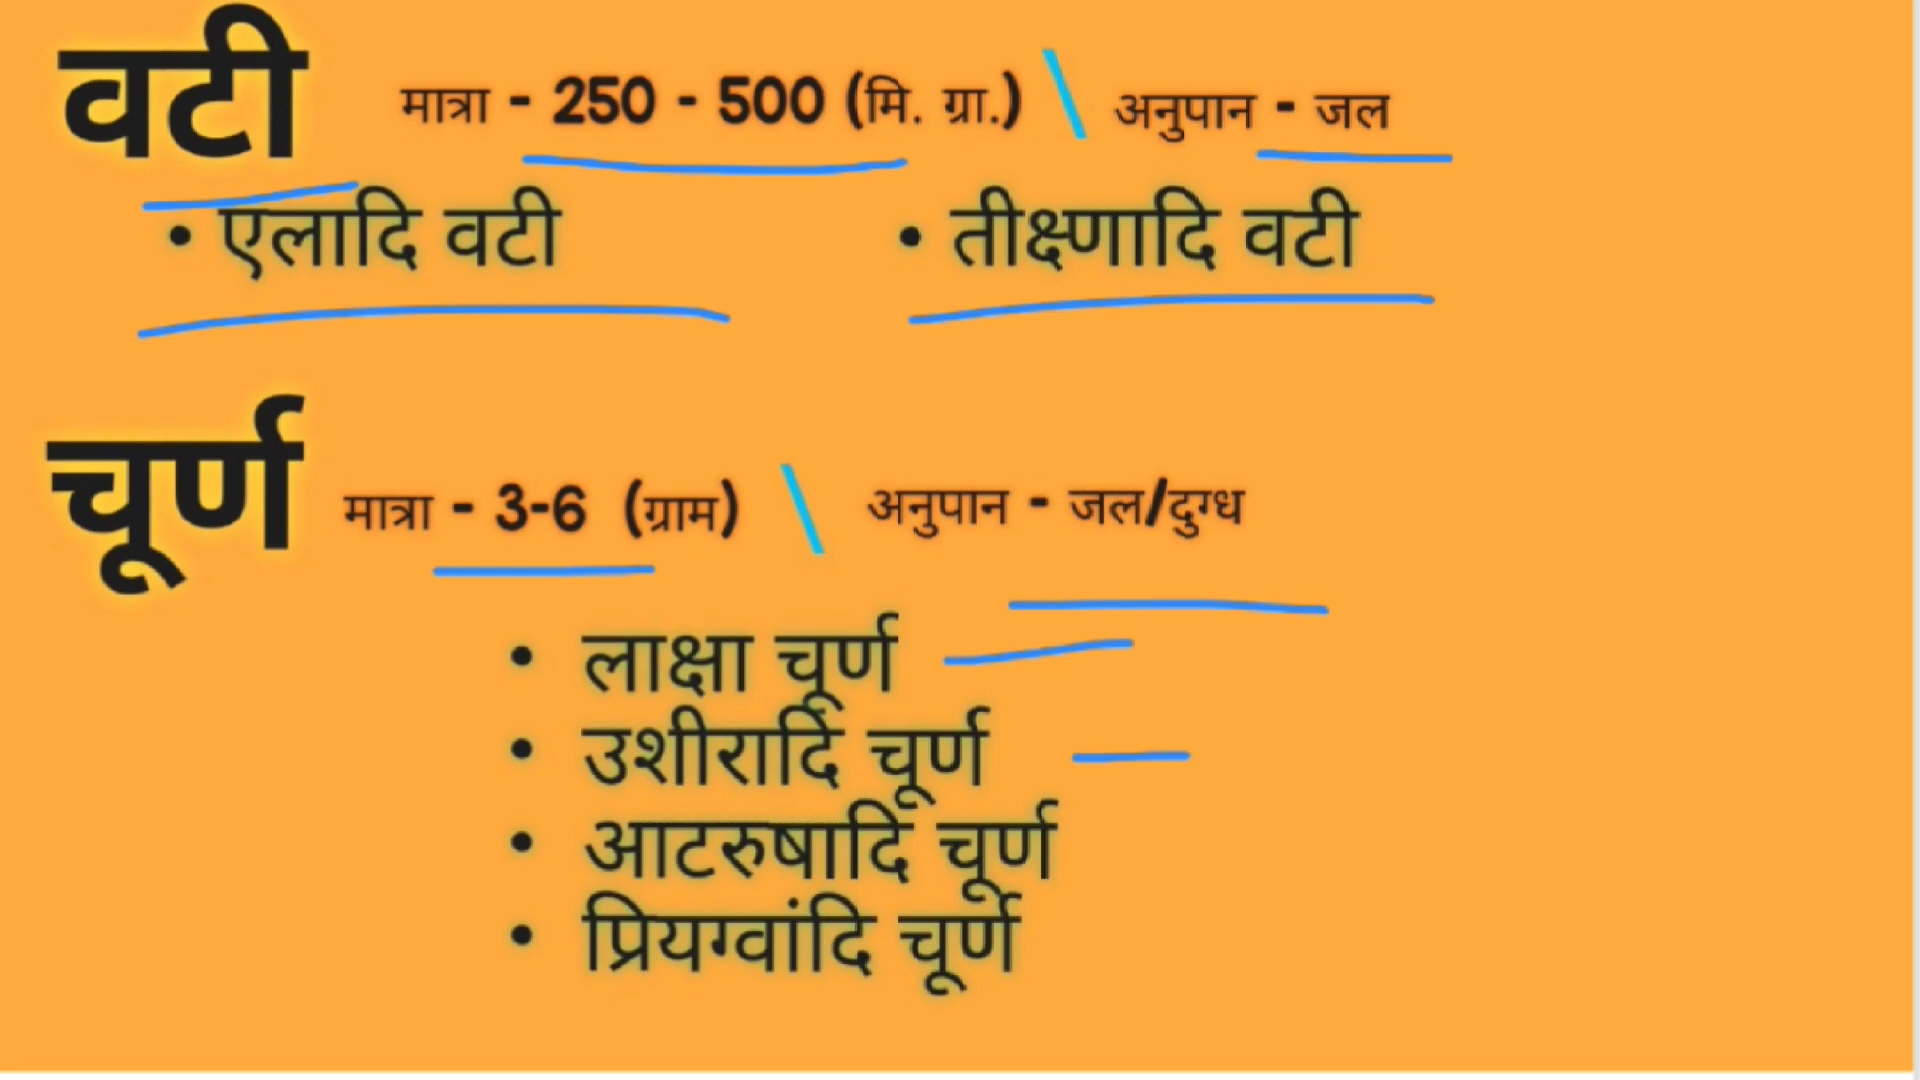 वटी मात्रा - 250 - 500 (मि. ग्रा.) \ अनुपान - जल
• एलादि वटी • तीक्ष्णादि वटी
चूर्ण मात्रा - 3-6 (ग्राम) \ अनुपान - जल/दुग्ध
• लाक्षा चूर्ण
• उशीरादि चूर्ण
• आटरुषादि चूर्ण
• प्रियग्वांदि चूर्ण